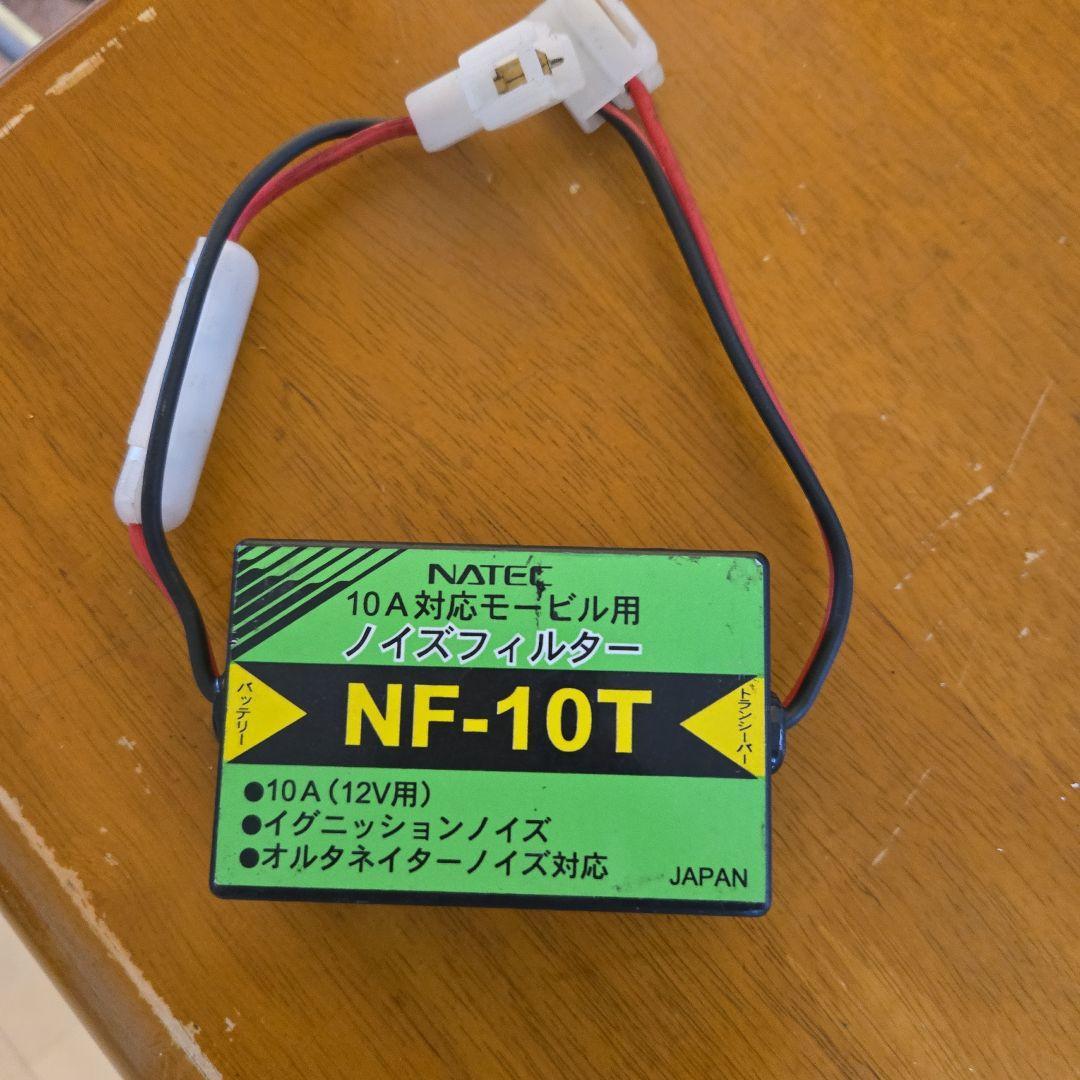 NATEC
10A対応モービル用
ノイズフィルター
バッテリー
NF-10T
トランシーバー
●10A(12V用)
●イグニッションノイズ
●オルタネイターノイズ対応
JAPAN